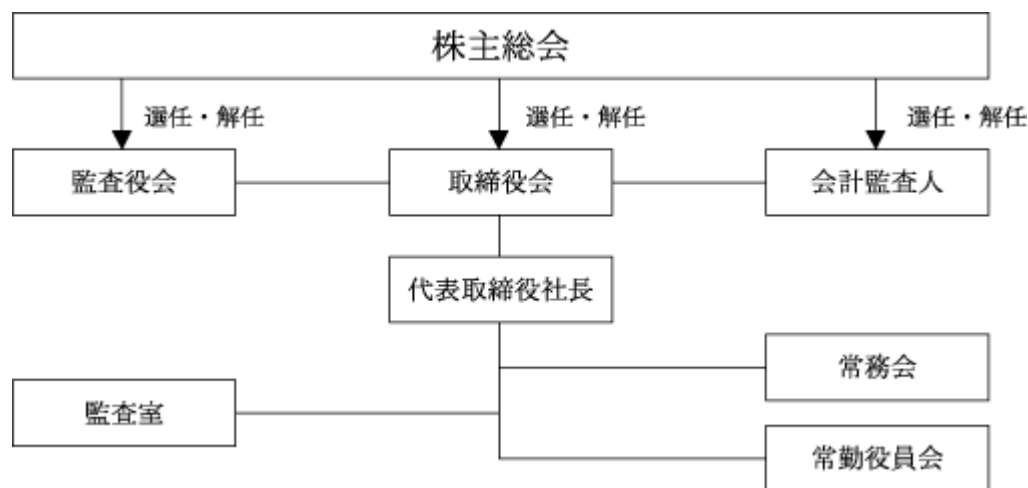 株主総会
選任・解任
選任・解任
選任・解任
監査役会
取締役会
会計監査人
代表取締役社長
常務会
監査室
常勤役員会